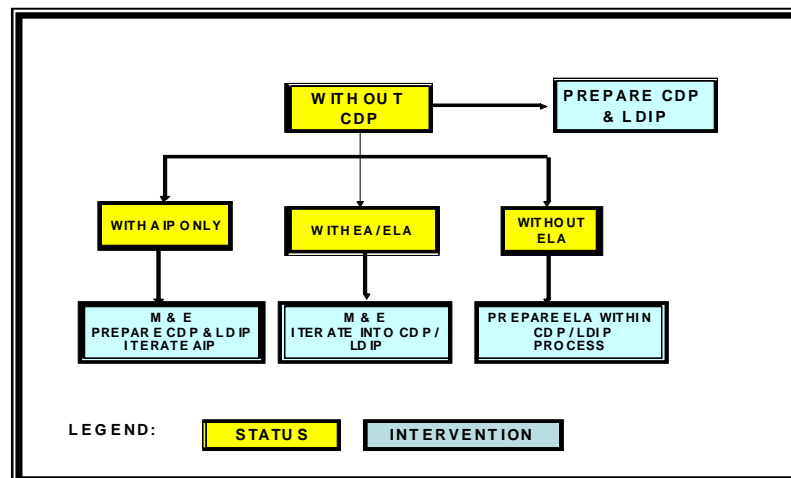 WITHOUT
CDP
PREPARE CDP
& LDIP
WITH AIP ONLY
WITH EA/ELA
WITHOUT
ELA
M & E
PREPARE CDP & LDIP
ITERATE AIP
M & E
ITERATE INTO CDP/
LDIP
PREPARE ELA WITHIN
CDP/LDIP
PROCESS
LEGEND:
STATUS
INTERVENTION